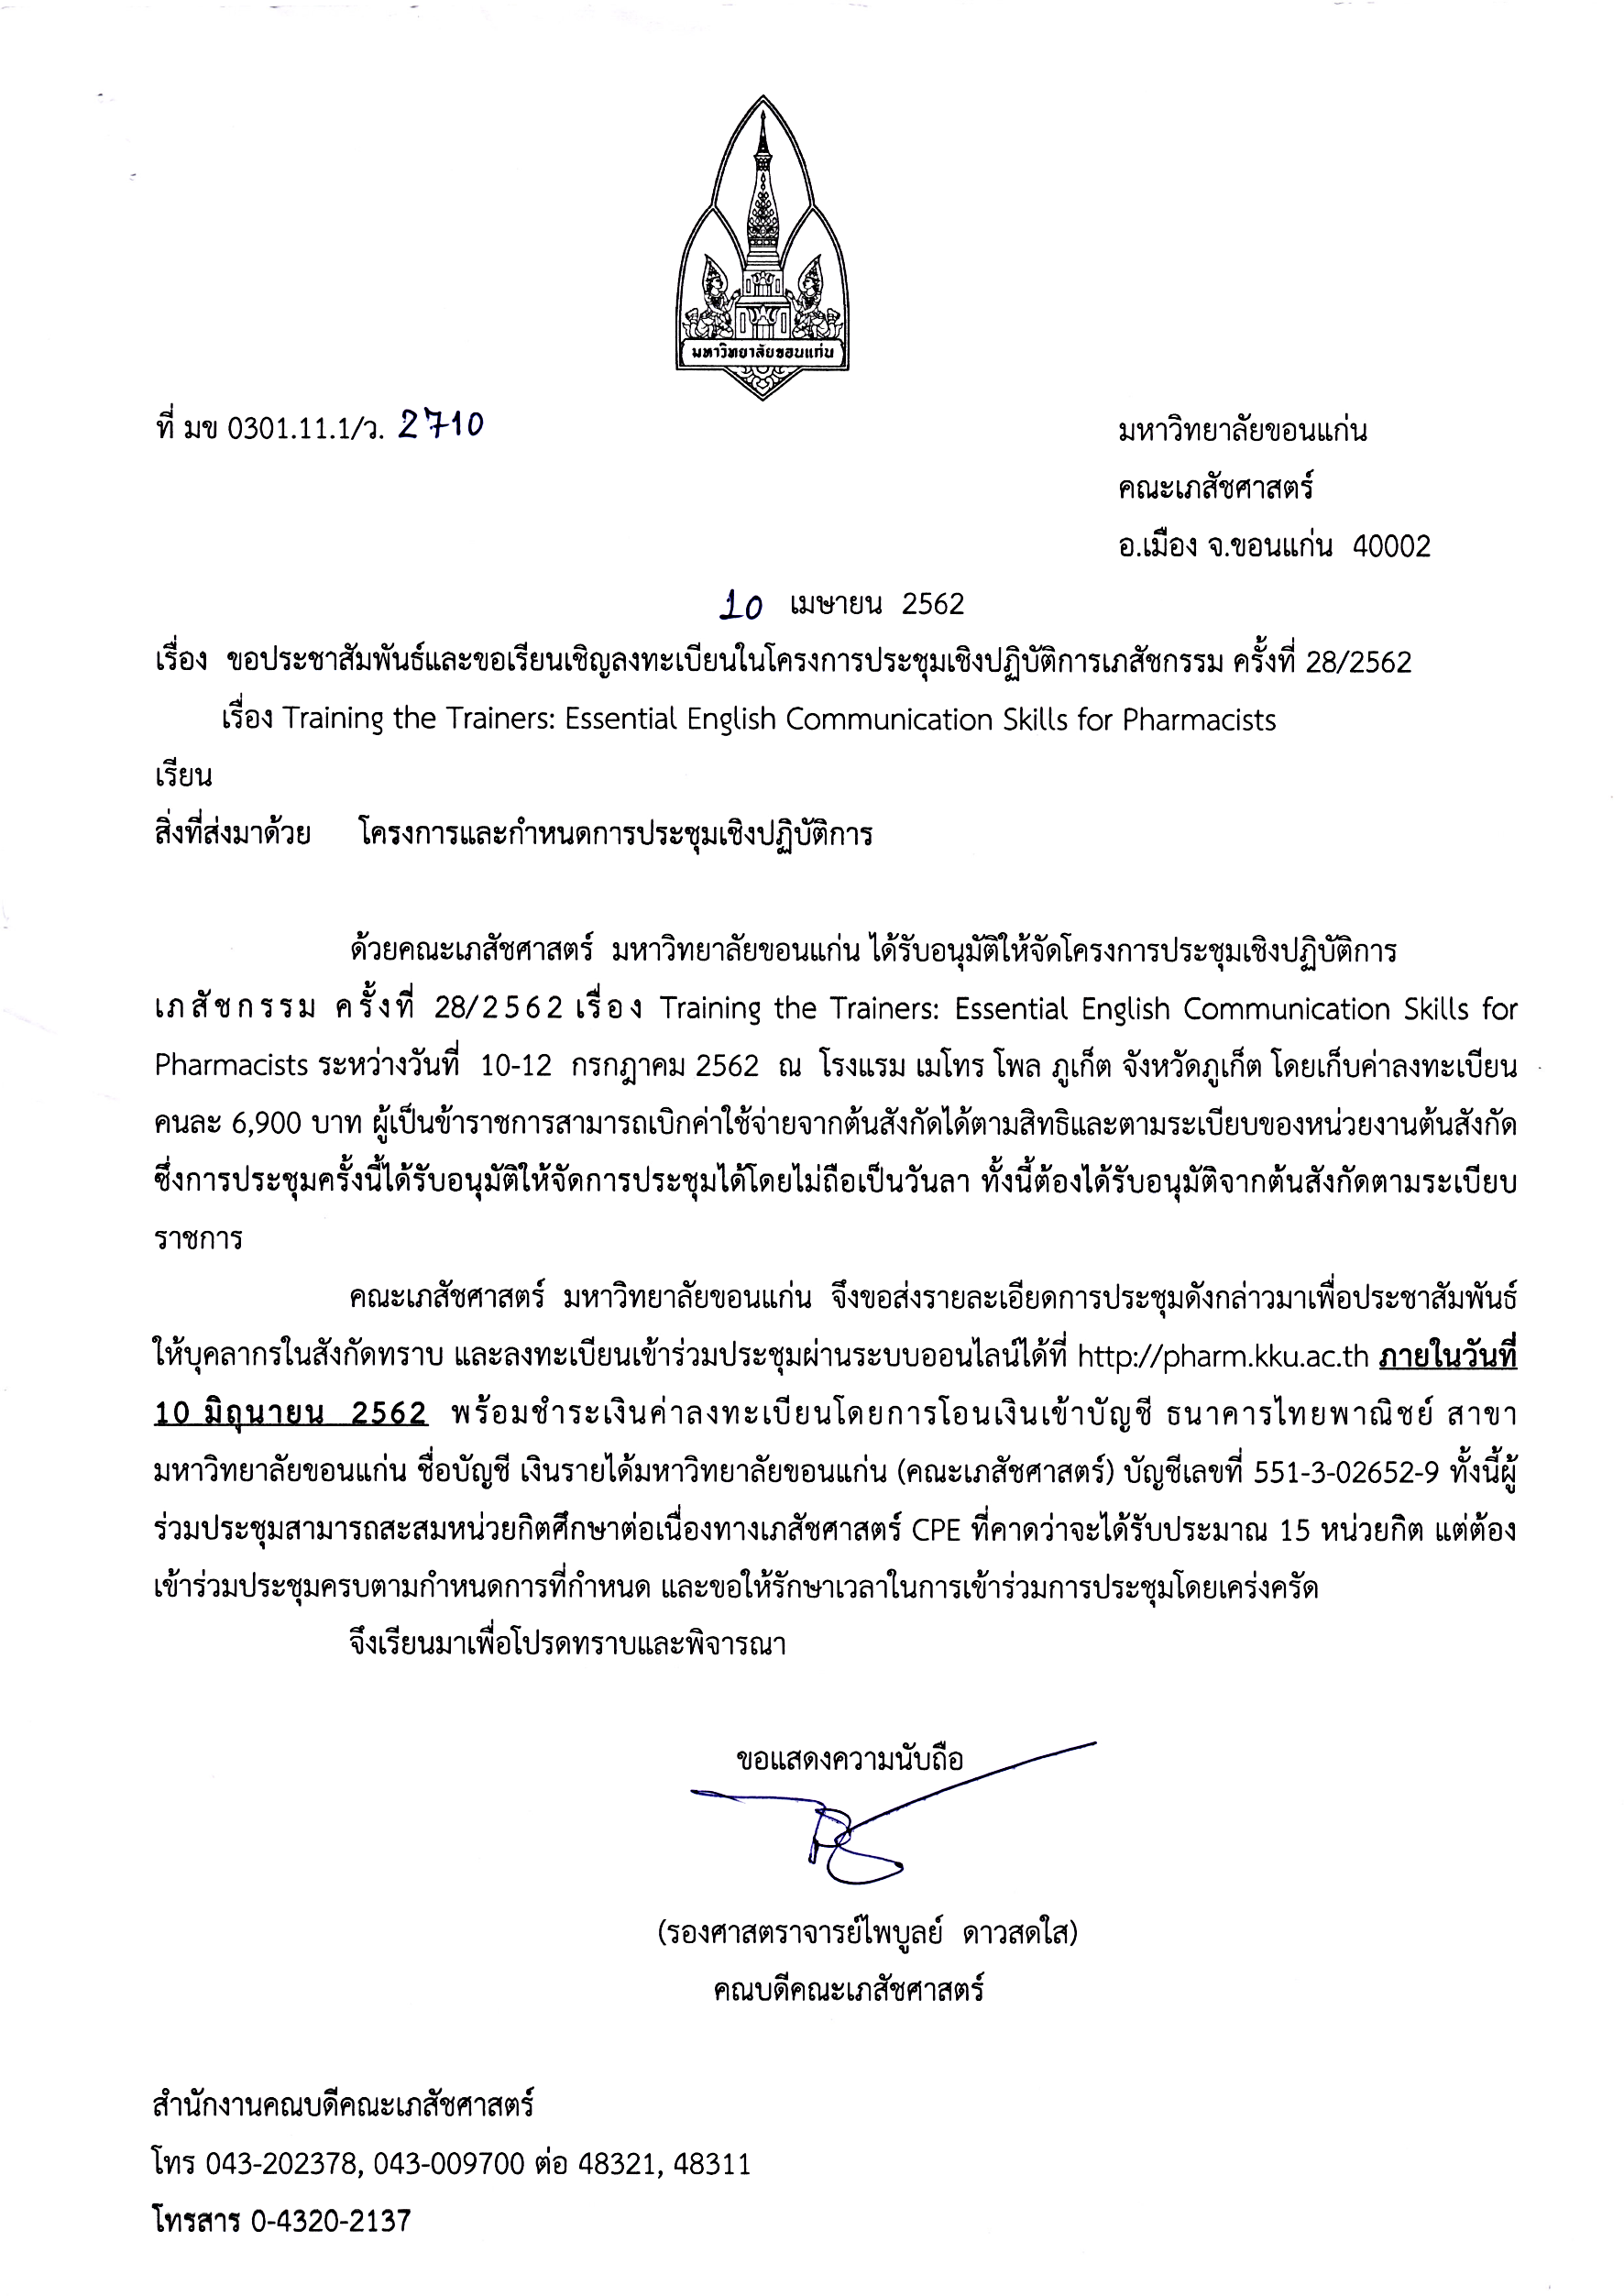 มหาวิทยาลัยขอนแก่น
ที่ มข 0301.11.1/ว. 2710
มหาวิทยาลัยขอนแก่น
คณะเภสัชศาสตร์
อ.เมือง จ.ขอนแก่น 40002
10 เมษายน 2562
เรื่อง ขอประชาสัมพันธ์และขอเรียนเชิญลงทะเบียนในโครงการประชุมเชิงปฏิบัติการเภสัชกรรม ครั้งที่ 28/2562
เรื่อง Training the Trainers: Essential English Communication Skills for Pharmacists
เรียน
สิ่งที่ส่งมาด้วย โครงการและกำหนดการประชุมเชิงปฏิบัติการ
ด้วยคณะเภสัชศาสตร์ มหาวิทยาลัยขอนแก่น ได้รับอนุมัติให้จัดโครงการประชุมเชิงปฏิบัติการ
เภสัชกรรม ครั้งที่ 28/2562 เรื่อง Training the Trainers: Essential English Communication Skills for
Pharmacists ระหว่างวันที่ 10-12 กรกฎาคม 2562 ณ โรงแรม เมโทร โพล ภูเก็ต จังหวัดภูเก็ต โดยเก็บค่าลงทะเบียน
คนละ 6,900 บาท ผู้เป็นข้าราชการสามารถเบิกค่าใช้จ่ายจากต้นสังกัดได้ตามสิทธิและตามระเบียบของหน่วยงานต้นสังกัด
ซึ่งการประชุมครั้งนี้ได้รับอนุมัติให้จัดการประชุมได้โดยไม่ถือเป็นวันลา ทั้งนี้ต้องได้รับอนุมัติจากต้นสังกัดตามระเบียบ
ราชการ
คณะเภสัชศาสตร์ มหาวิทยาลัยขอนแก่น จึงขอส่งรายละเอียดการประชุมดังกล่าวมาเพื่อประชาสัมพันธ์
ให้บุคลากรในสังกัดทราบ และลงทะเบียนเข้าร่วมประชุมผ่านระบบออนไลน์ได้ที่ http://pharm.kku.ac.th ภายในวันที่
10 มิถุนายน 2562 พร้อมชำระเงินค่าลงทะเบียนโดยการโอนเงินเข้าบัญชี ธนาคารไทยพาณิชย์ สาขา
มหาวิทยาลัยขอนแก่น ชื่อบัญชี เงินรายได้มหาวิทยาลัยขอนแก่น (คณะเภสัชศาสตร์) บัญชีเลขที่ 551-3-02652-9 ทั้งนี้ผู้
ร่วมประชุมสามารถสะสมหน่วยกิตศึกษาต่อเนื่องทางเภสัชศาสตร์ CPE ที่คาดว่าจะได้รับประมาณ 15 หน่วยกิต แต่ต้อง
เข้าร่วมประชุมครบตามกำหนดการที่กำหนด และขอให้รักษาเวลาในการเข้าร่วมการประชุมโดยเคร่งครัด
จึงเรียนมาเพื่อโปรดทราบและพิจารณา
ขอแสดงความนับถือ
(รองศาสตราจารย์ไพบูลย์ ดาวสดใส)
คณบดีคณะเภสัชศาสตร์
สำนักงานคณบดีคณะเภสัชศาสตร์
โทร 043-202378, 043-009700 ต่อ 48321, 48311
โทรสาร 0-4320-2137